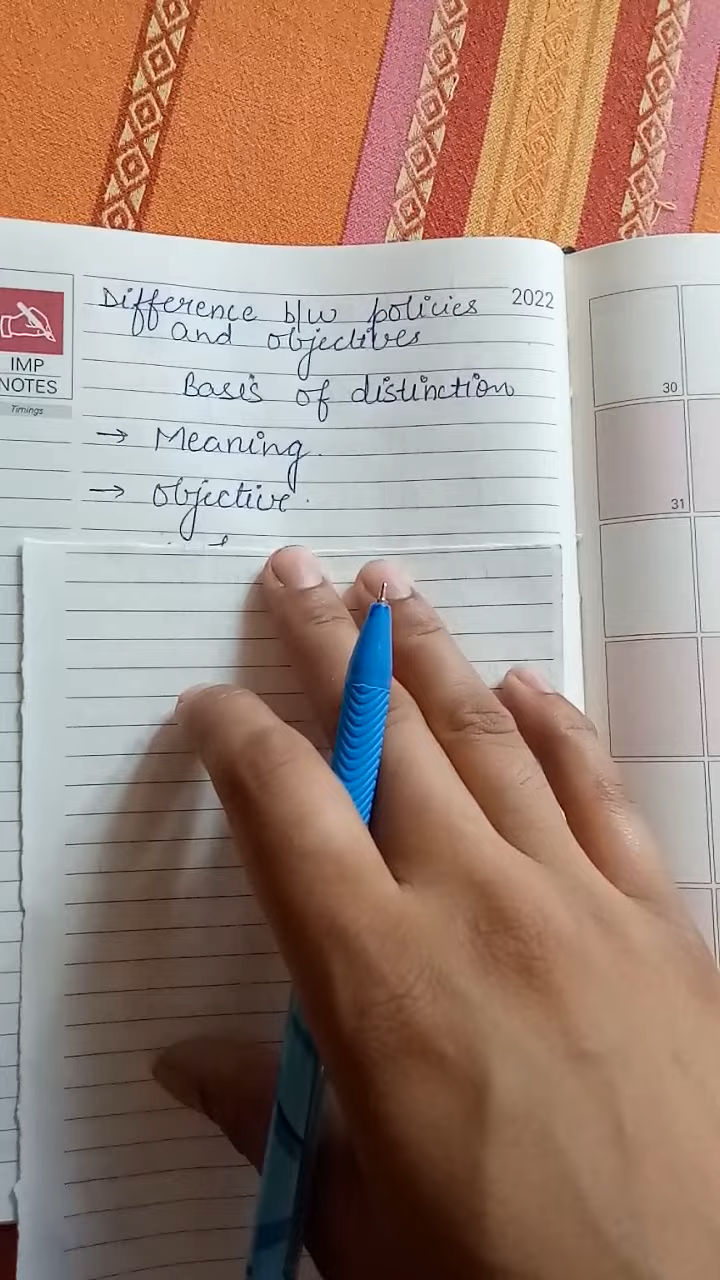 Difference b/w policies 2022
and objectives
Basis of distinction
IMP
NOTES
Timings
→ Meaning.
→ Objective.
30
31